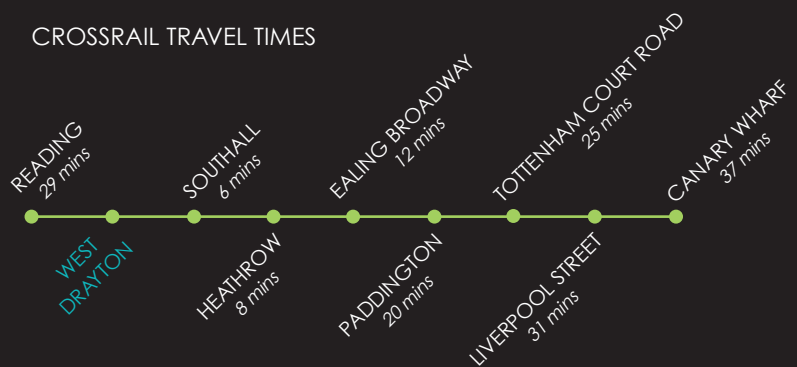 CROSSRAIL TRAVEL TIMES
READING
29 mins
WEST
DRAYTON
SOUTHALL
6 mins
HEATHROW
8 mins
EALING BROADWAY
12 mins
PADDINGTON
20 mins
TOTTENHAM COURT ROAD
25 mins
LIVERPOOL STREET
31 mins
CANARY WHARF
37 mins